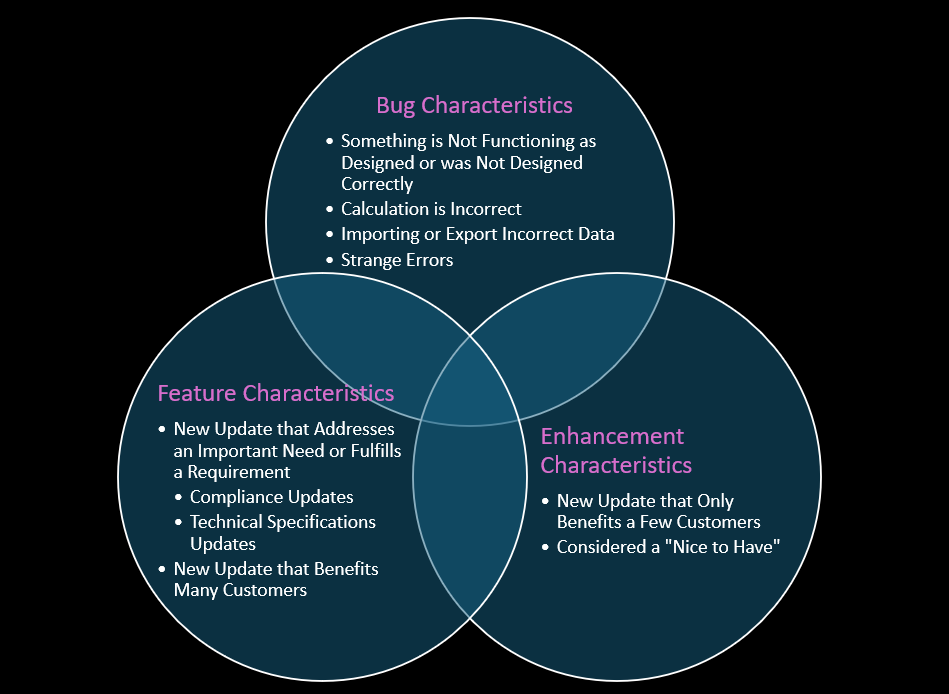 Bug Characteristics
• Something is Not Functioning as
Designed or was Not Designed
Correctly
• Calculation is Incorrect
• Importing or Export Incorrect Data
• Strange Errors
Feature Characteristics
• New Update that Addresses
an Important Need or Fulfills
a Requirement
• Compliance Updates
• Technical Specifications
Updates
• New Update that Benefits
Many Customers
Enhancement
Characteristics
• New Update that Only
Benefits a Few Customers
• Considered a "Nice to Have"